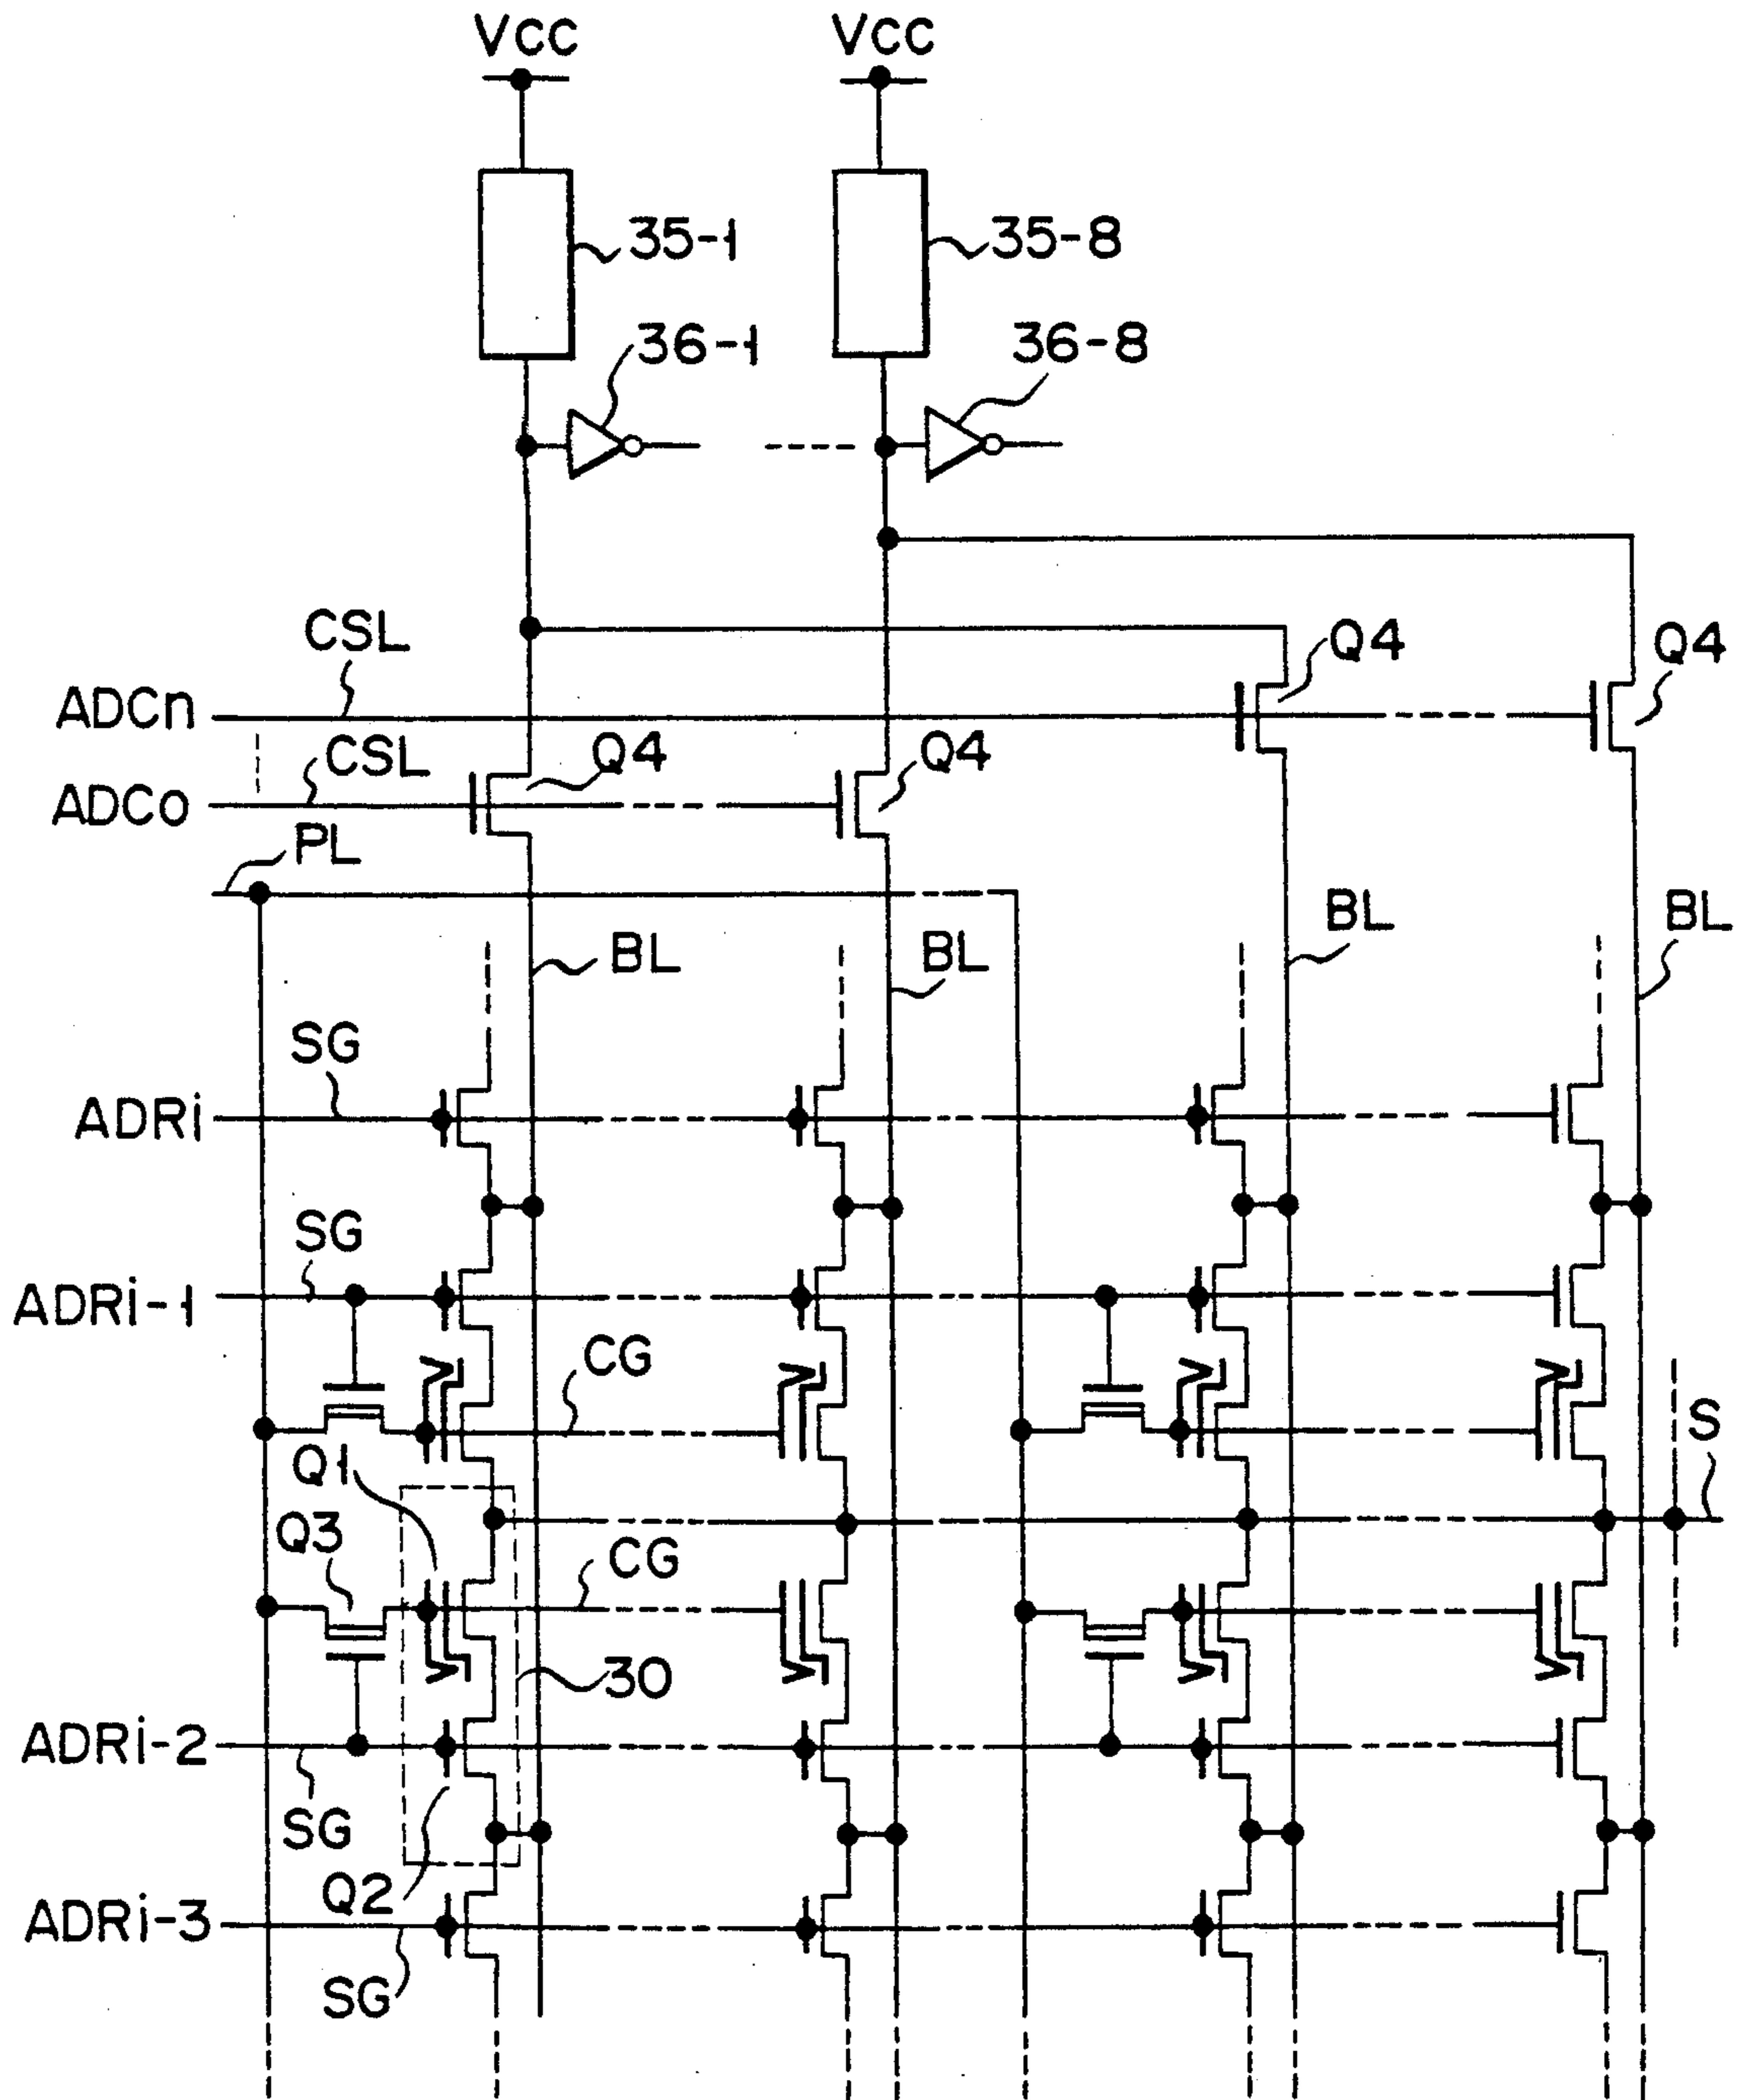 VCC VCC
35-1 35-8
36-1 36-8
CSL Q4 Q4
ADCn
CSL Q4 Q4
ADCo
PL
BL BL BL BL
SG
ADRi
SG
ADRi-1
CG
S
Q1
Q3 CG
30
ADRi-2
SG
Q2
ADRi-3
SG